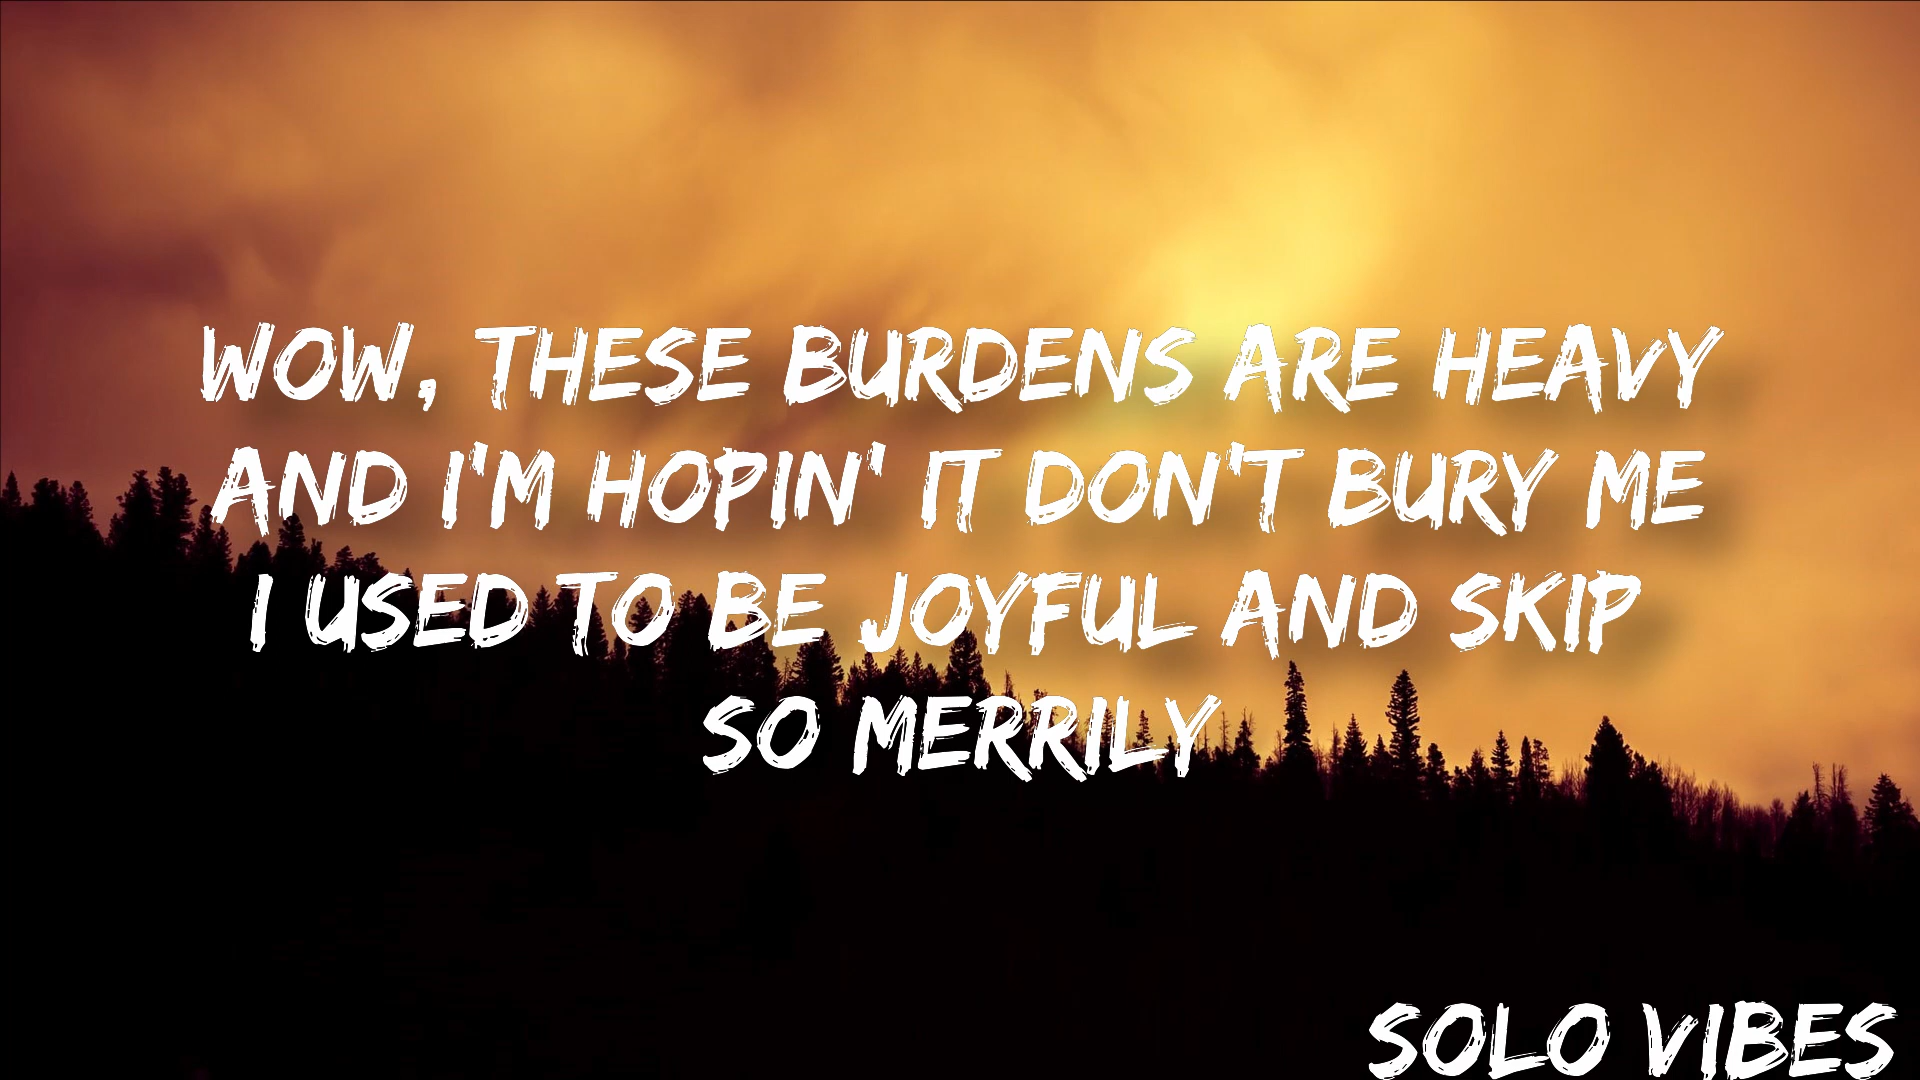 WOW, THESE BURDENS ARE HEAVY
AND I'M HOPIN' IT DON'T BURY ME
I USED TO BE JOYFUL AND SKIP
SO MERRILY
SOLO VIBES